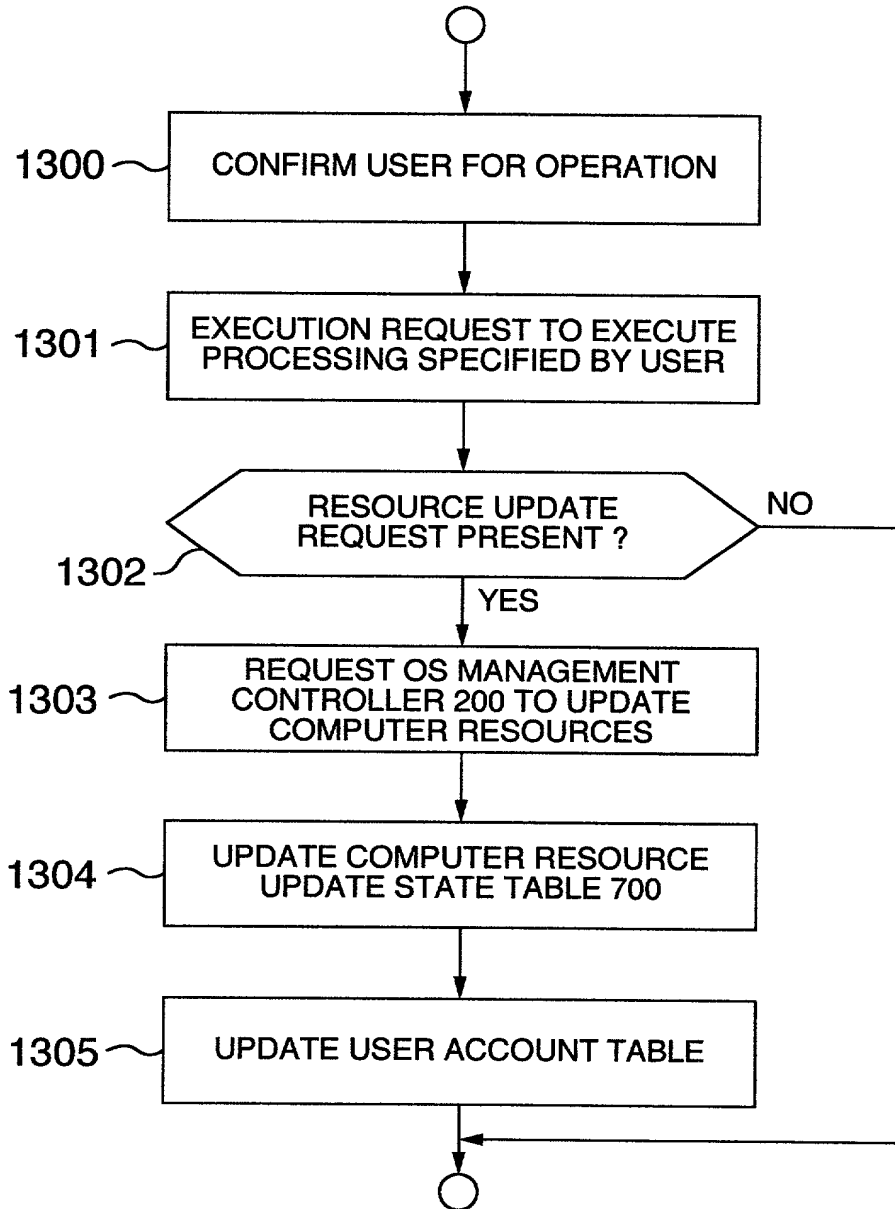 1300
CONFIRM USER FOR OPERATION
1301
EXECUTION REQUEST TO EXECUTE
PROCESSING SPECIFIED BY USER
RESOURCE UPDATE
REQUEST PRESENT ?
NO
1302
YES
1303
REQUEST OS MANAGEMENT
CONTROLLER 200 TO UPDATE
COMPUTER RESOURCES
1304
UPDATE COMPUTER RESOURCE
UPDATE STATE TABLE 700
1305
UPDATE USER ACCOUNT TABLE